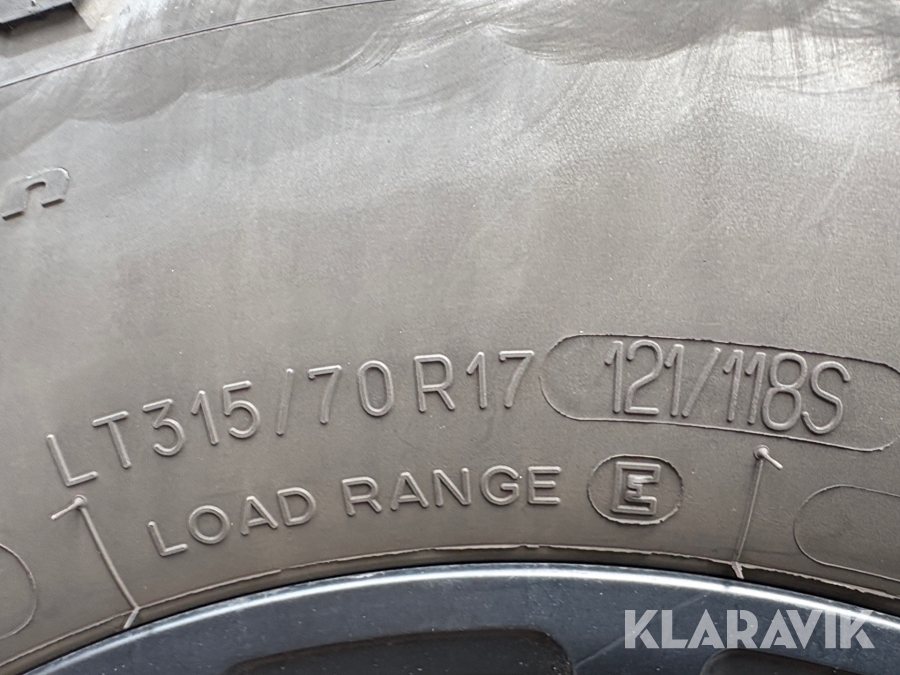 LT315/70R17 121/118S
LOAD RANGE E
KLARAVIK